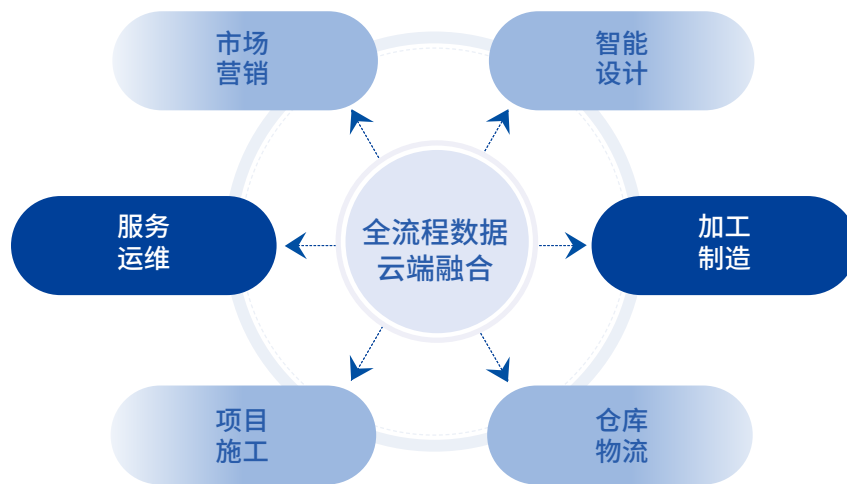 市场
营销
智能
设计
服务
运维
全流程数据
云端融合
加工
制造
项目
施工
仓库
物流